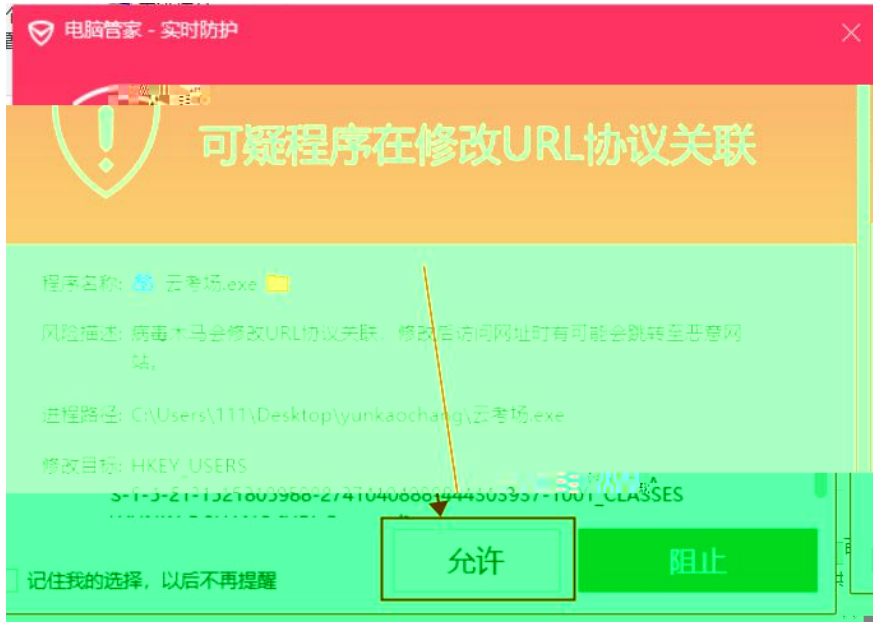 电脑管家 - 实时防护
可疑程序在修改URL协议关联
程序名称: 云考场.exe
风险描述: 病毒木马会修改URL协议关联，修改后访问网址时有可能会跳转至恶意网
站。
进程路径: C:\Users\111\Desktop\yunkaochang\云考场.exe
修改目标: HKEY_USERS
记住我的选择，以后不再提醒
允许
阻止